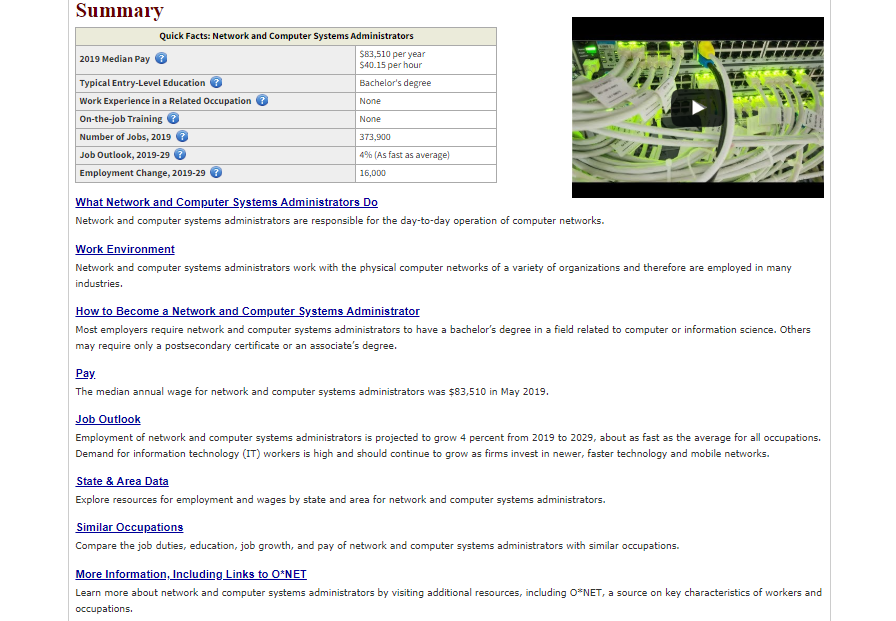 Summary
Quick Facts: Network and Computer Systems Administrators
2019 Median Pay ? $83,510 per year
$40.15 per hour
Typical Entry-Level Education ? Bachelor's degree
Work Experience in a Related Occupation ? None
On-the-job Training ? None
Number of Jobs, 2019 ? 373,900
Job Outlook, 2019-29 ? 4% (As fast as average)
Employment Change, 2019-29 ? 16,000
What Network and Computer Systems Administrators Do
Network and computer systems administrators are responsible for the day-to-day operation of computer networks.
Work Environment
Network and computer systems administrators work with the physical computer networks of a variety of organizations and therefore are employed in many
industries.
How to Become a Network and Computer Systems Administrator
Most employers require network and computer systems administrators to have a bachelor's degree in a field related to computer or information science. Others
may require only a postsecondary certificate or an associate's degree.
Pay
The median annual wage for network and computer systems administrators was $83,510 in May 2019.
Job Outlook
Employment of network and computer systems administrators is projected to grow 4 percent from 2019 to 2029, about as fast as the average for all occupations.
Demand for information technology (IT) workers is high and should continue to grow as firms invest in newer, faster technology and mobile networks.
State & Area Data
Explore resources for employment and wages by state and area for network and computer systems administrators.
Similar Occupations
Compare the job duties, education, job growth, and pay of network and computer systems administrators with similar occupations.
More Information, Including Links to O*NET
Learn more about network and computer systems administrators by visiting additional resources, including O*NET, a source on key characteristics of workers and
occupations.